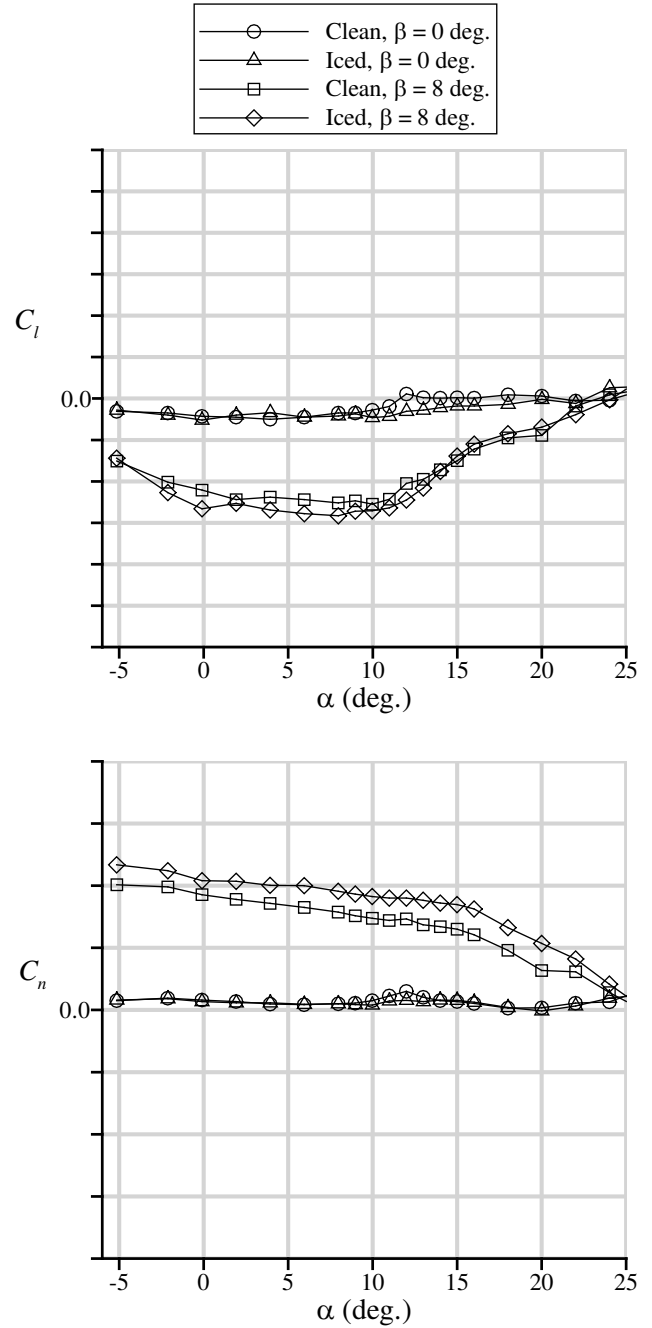 Clean, β = 0 deg.
Iced, β = 0 deg.
Clean, β = 8 deg.
Iced, β = 8 deg.
C_l
0.0
-5 0 5 10 15 20 25
α (deg.)
C_n
0.0
-5 0 5 10 15 20 25
α (deg.)